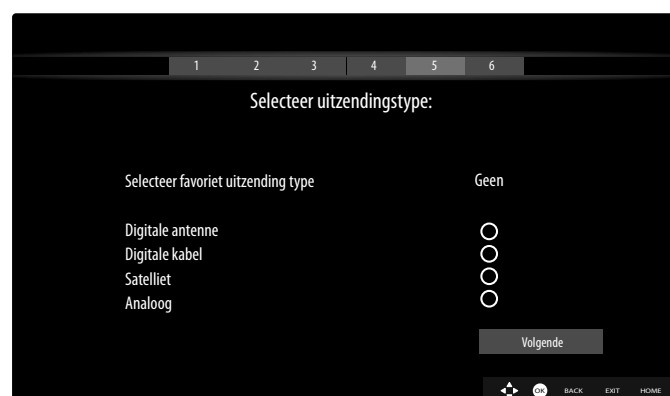 1 2 3 4 5 6
Selecteer uitzendingstype:
Selecteer favoriet uitzending type Geen
Digitale antenne
Digitale kabel
Satelliet
Analoog
Volgende
OK BACK EXIT HOME